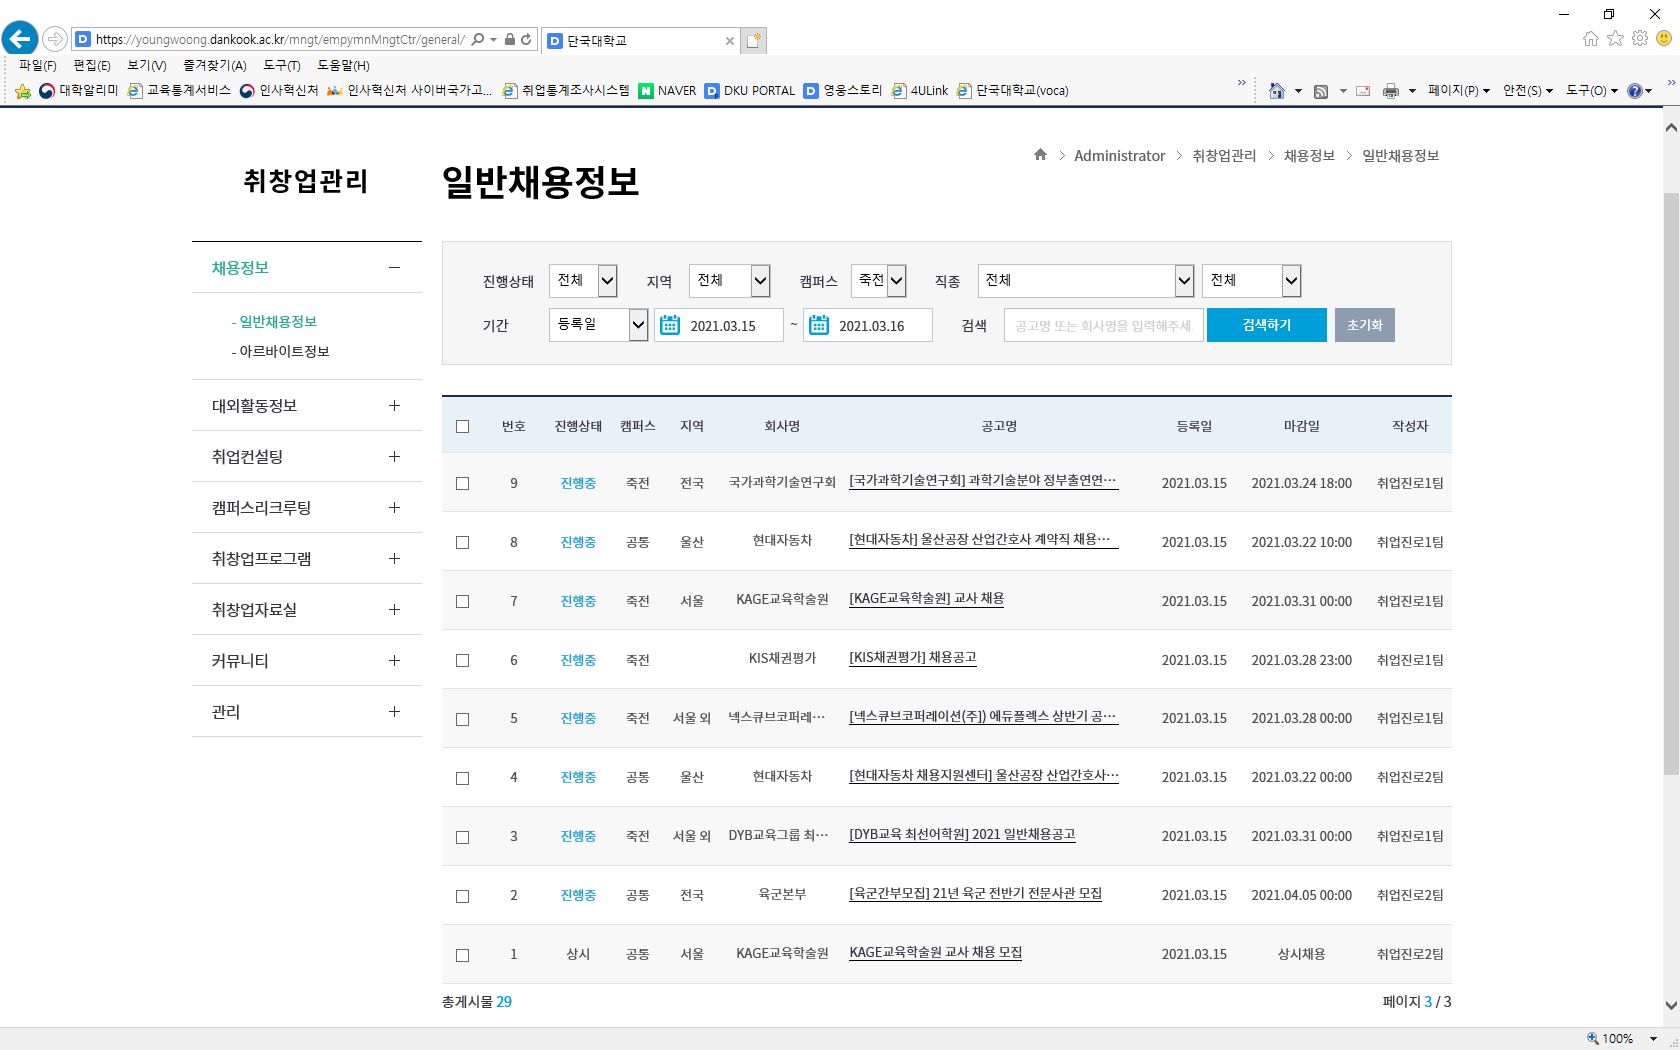 https://youngwoong.dankook.ac.kr/mngt/empymnMngtCtr/general/
단국대학교
파일(F) 편집(E) 보기(V) 즐겨찾기(A) 도구(T) 도움말(H)
대학알리미 교육통계서비스 인사혁신처 인사혁신처 사이버국가고... 취업통계조사시스템 NAVER DKU PORTAL 영웅스토리 4ULink 단국대학교(voca) 페이지(P) 안전(S) 도구(O)
Administrator 취창업관리 채용정보 일반채용정보
취창업관리
일반채용정보
채용정보
- 일반채용정보
- 아르바이트정보
대외활동정보
취업컨설팅
캠퍼스리크루팅
취창업프로그램
취창업자료실
커뮤니티
관리
진행상태 전체 지역 전체 캠퍼스 죽전 직종 전체 전체
기간 등록일 2021.03.15 ~ 2021.03.16 검색 공고명 또는 회사명을 입력해주세. 검색하기 초기화
번호 진행상태 캠퍼스 지역 회사명 공고명 등록일 마감일 작성자
9 진행중 죽전 전국 국가과학기술연구회 [국가과학기술연구회] 과학기술분야 정부출연연… 2021.03.15 2021.03.24 18:00 취업진로1팀
8 진행중 공통 울산 현대자동차 [현대자동차] 울산공장 산업간호사 계약직 채용… 2021.03.15 2021.03.22 10:00 취업진로1팀
7 진행중 죽전 서울 KAGE교육학술원 [KAGE교육학술원] 교사 채용 2021.03.15 2021.03.31 00:00 취업진로1팀
6 진행중 죽전 KIS채권평가 [KIS채권평가] 채용공고 2021.03.15 2021.03.28 23:00 취업진로1팀
5 진행중 죽전 서울 외 넥스큐브코퍼레… [넥스큐브코퍼레이션(주)] 에듀플렉스 상반기 공… 2021.03.15 2021.03.28 00:00 취업진로1팀
4 진행중 공통 울산 현대자동차 [현대자동차 채용지원센터] 울산공장 산업간호사… 2021.03.15 2021.03.22 00:00 취업진로2팀
3 진행중 죽전 서울 외 DYB교육그룹 최… [DYB교육 최선어학원] 2021 일반채용공고 2021.03.15 2021.03.31 00:00 취업진로1팀
2 진행중 공통 전국 육군본부 [육군간부모집] 21년 육군 전반기 전문사관 모집 2021.03.15 2021.04.05 00:00 취업진로2팀
1 상시 공통 서울 KAGE교육학술원 KAGE교육학술원 교사 채용 모집 2021.03.15 상시채용 취업진로2팀
총게시물 29 페이지 3 / 3
100%